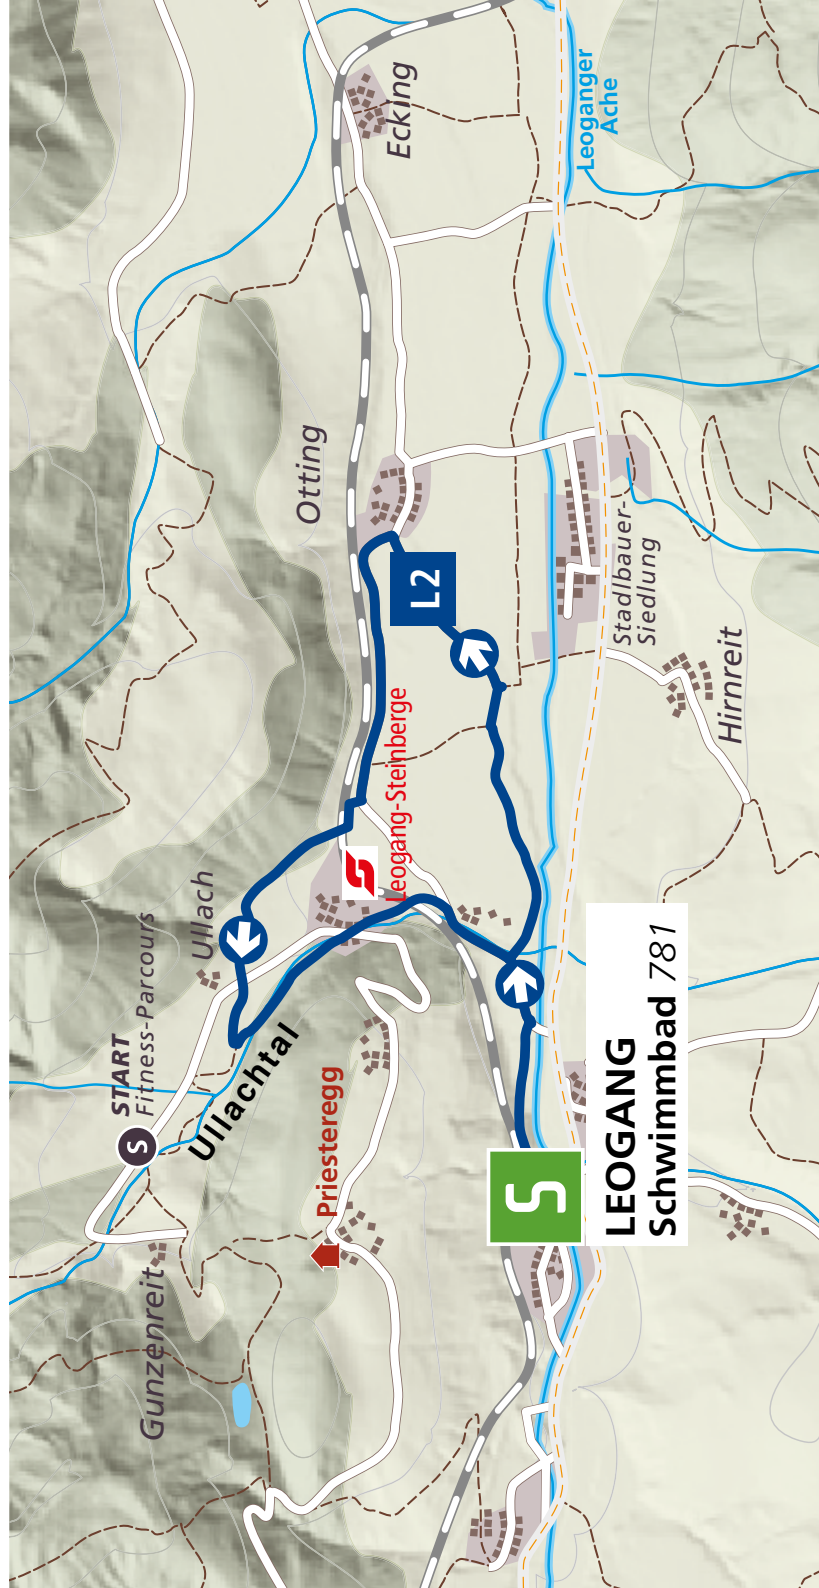 Ecking
Leoganger
Ache
Otting
Stadlbauer-
Siedlung
L2
Hirnreit
Leogang-Steinberge
Ullach
START
Fitness-Parcours
S
Ullachtal
Priesteregg
Gunzenreit
S
LEOGANG
Schwimmbad 781